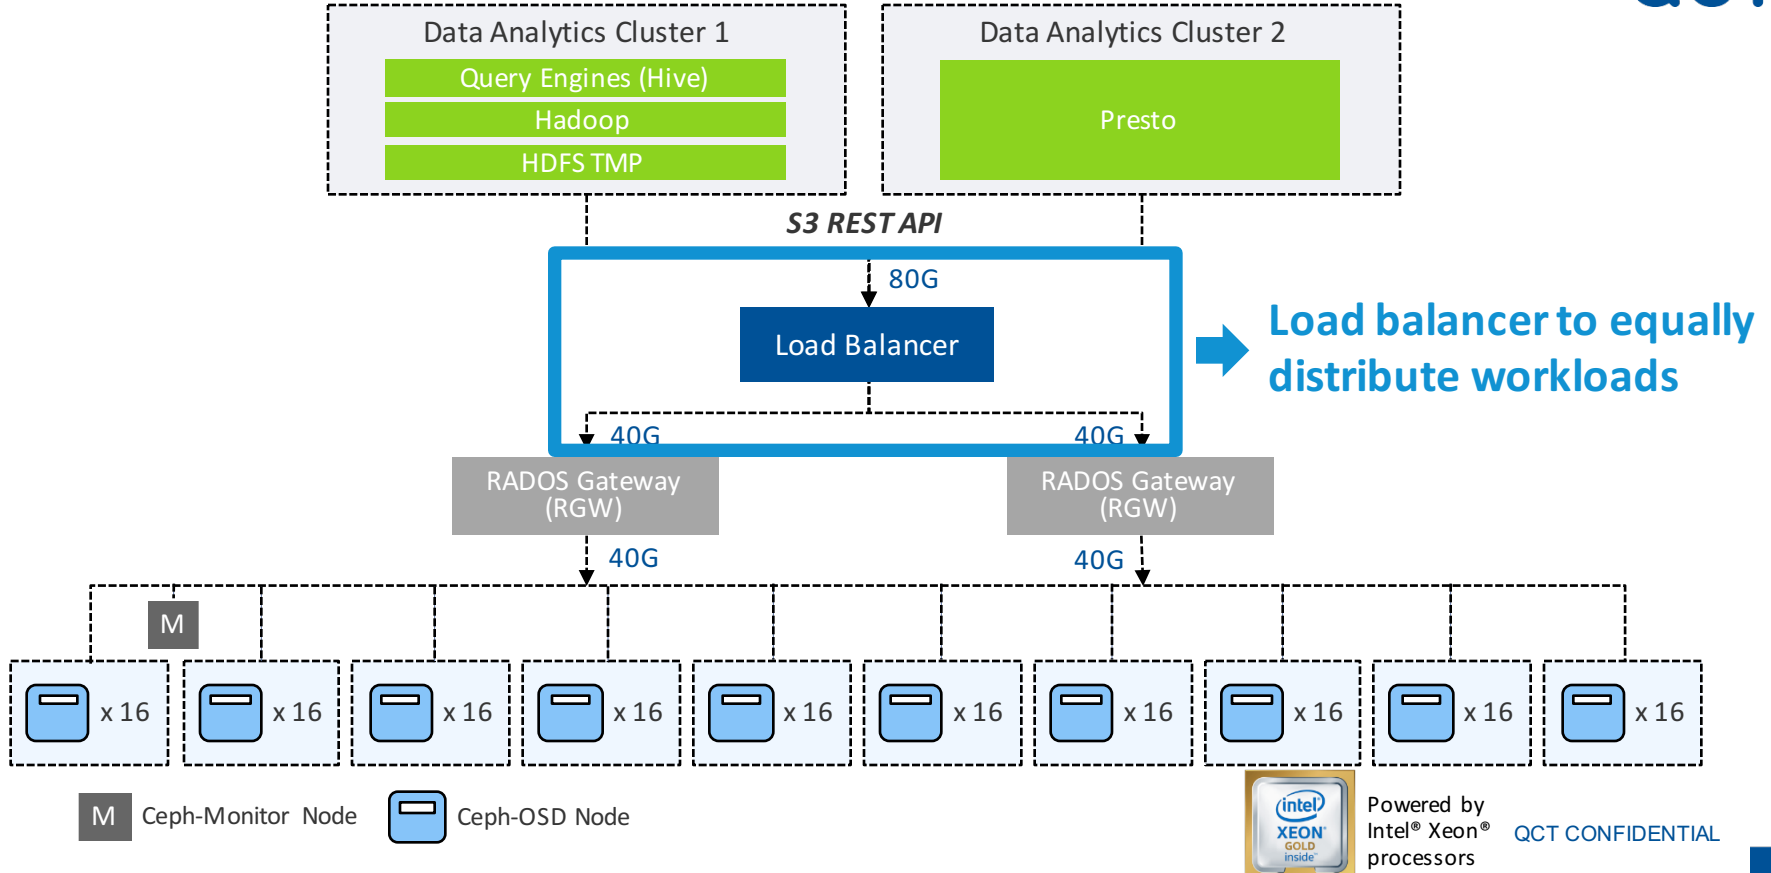 Data Analytics Cluster 1
Data Analytics Cluster 2
Query Engines (Hive)
Hadoop
HDFS TMP
Presto
S3 REST API
80G
Load Balancer
Load balancer to equally
distribute workloads
40G
40G
RADOS Gateway
(RGW)
RADOS Gateway
(RGW)
40G
40G
M
x 16
x 16
x 16
x 16
x 16
x 16
x 16
x 16
x 16
x 16
M
Ceph-Monitor Node
Ceph-OSD Node
intel
XEON
GOLD
inside™
Powered by
Intel® Xeon®
processors
QCT CONFIDENTIAL